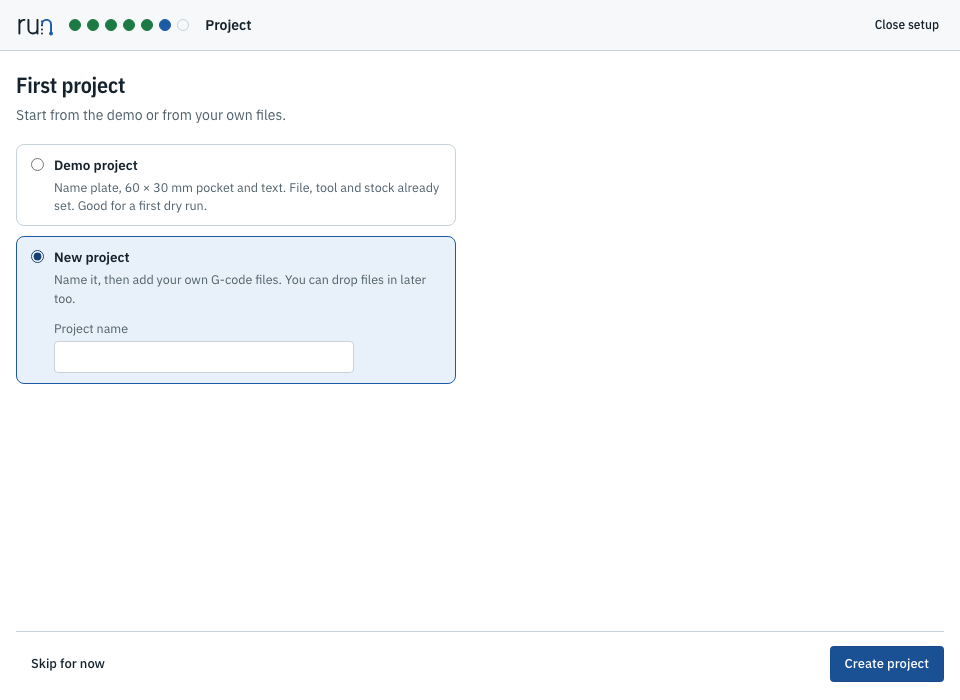 run
Project
Close setup
First project
Start from the demo or from your own files.
Demo project
Name plate, 60 × 30 mm pocket and text. File, tool and stock already
set. Good for a first dry run.
New project
Name it, then add your own G-code files. You can drop files in later
too.
Project name
Skip for now
Create project